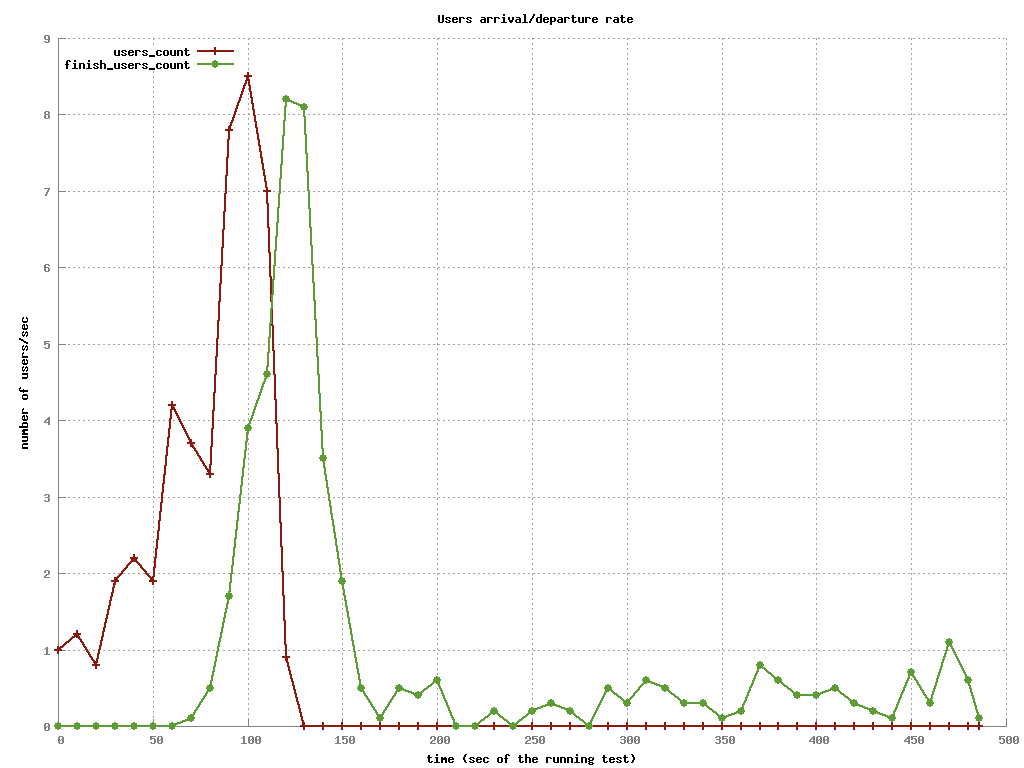 Users arrival/departure rate
users_count
finish_users_count
number of users/sec
9
8
7
6
5
4
3
2
1
0
0 50 100 150 200 250 300 350 400 450 500
time (sec of the running test)